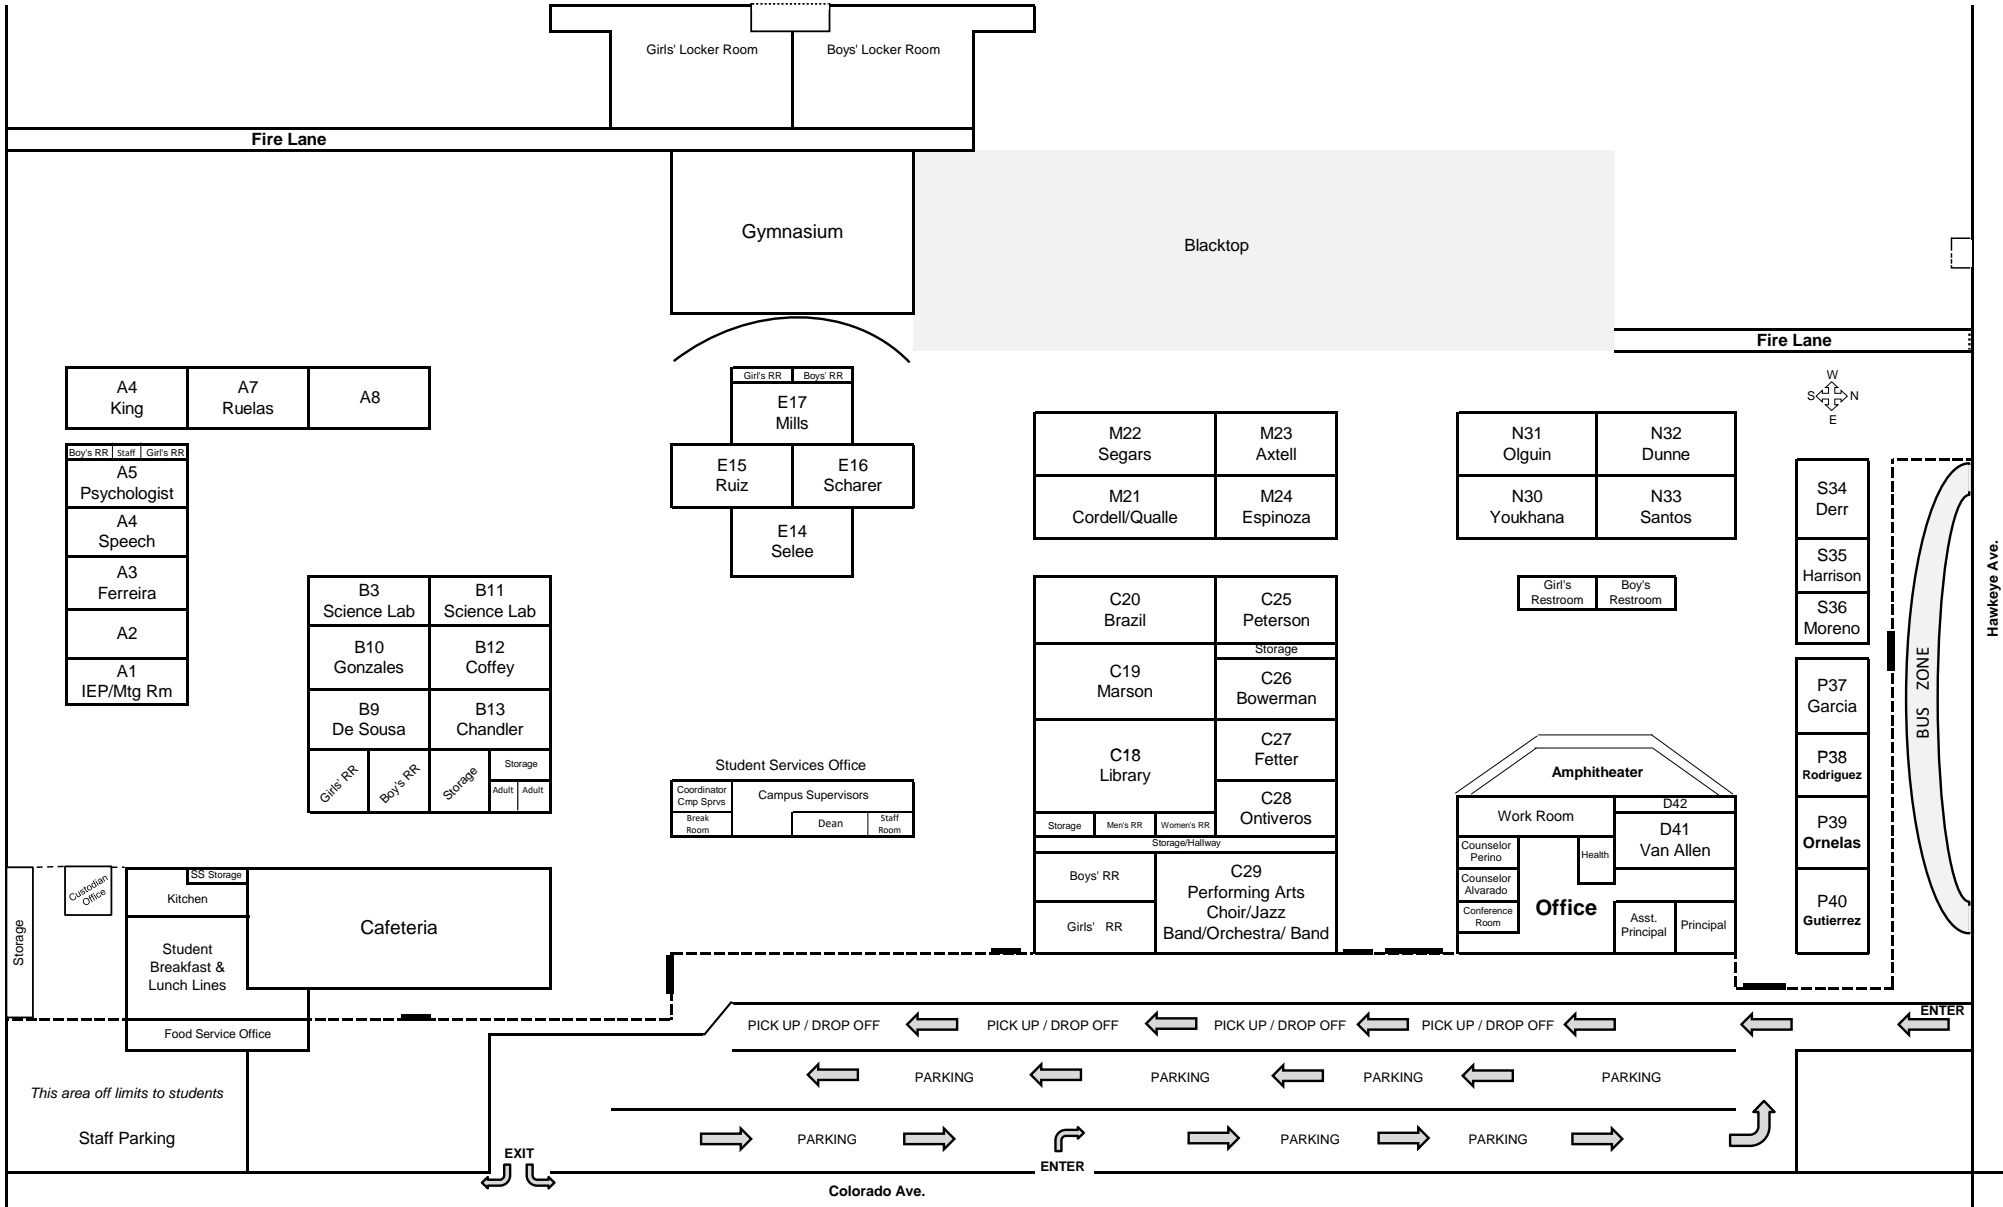 Girls' Locker Room
Boys' Locker Room
Fire Lane
Gymnasium
Blacktop
Fire Lane
W
S N
E
A4
King
A7
Ruelas
A8
Girl's RR
Boys' RR
E17
Mills
E15
Ruiz
E16
Scharer
E14
Selee
M22
Segars
M23
Axtell
M21
Cordell/Qualle
M24
Espinoza
N31
Olguin
N32
Dunne
N30
Youkhana
N33
Santos
Boy's RR
Staff
Girl's RR
A5
Psychologist
A4
Speech
A3
Ferreira
A2
A1
IEP/Mtg Rm
B3
Science Lab
B11
Science Lab
B10
Gonzales
B12
Coffey
B9
De Sousa
B13
Chandler
Girls' RR
Boy's RR
Storage
Storage
Adult
Adult
Student Services Office
Coordinator
Cmp Sprvs
Campus Supervisors
Break
Room
Dean
Staff
Room
C20
Brazil
C25
Peterson
Storage
C19
Marson
C26
Bowerman
C18
Library
C27
Fetter
C28
Ontiveros
Storage
Men's RR
Women's RR
Storage/Hallway
Boys' RR
Girls' RR
C29
Performing Arts
Choir/Jazz
Band/Orchestra/ Band
Girl's
Restroom
Boy's
Restroom
Amphitheater
Work Room
D42
D41
Van Allen
Counselor
Perino
Health
Counselor
Alvarado
Conference
Room
Office
Asst.
Principal
Principal
S34
Derr
S35
Harrison
S36
Moreno
P37
Garcia
P38
Rodriguez
P39
Ornelas
P40
Gutierrez
BUS ZONE
Hawkeye Ave.
Storage
Custodian
Office
SS Storage
Kitchen
Cafeteria
Student
Breakfast &
Lunch Lines
Food Service Office
This area off limits to students
Staff Parking
PICK UP / DROP OFF
PICK UP / DROP OFF
PICK UP / DROP OFF
PICK UP / DROP OFF
ENTER
PARKING
PARKING
PARKING
PARKING
PARKING
PARKING
PARKING
EXIT
ENTER
Colorado Ave.